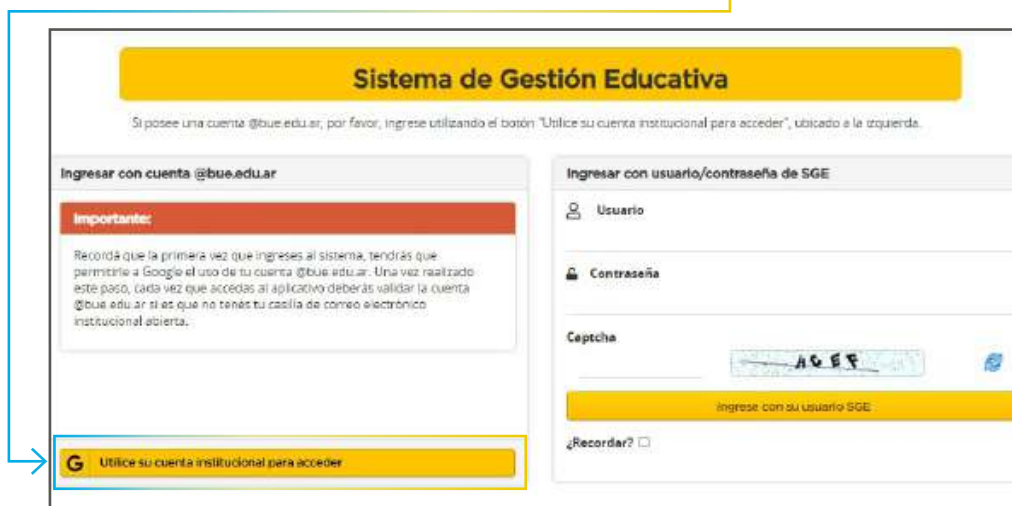 Sistema de Gestión Educativa
Si posee una cuenta @bue.edu.ar, por favor, ingrese utilizando el botón "Utilice su cuenta institucional para acceder", ubicado a la izquierda.
Ingresar con cuenta @bue.edu.ar
Importante:
Recordá que la primera vez que ingreses al sistema, tendrás que
permitirle a Google el uso de tu cuenta @bue.edu.ar. Una vez realizado
este paso, cada vez que accedas al aplicativo deberás validar la cuenta
@bue.edu.ar si es que no tenés tu casilla de correo electrónico
institucional abierta.
G Utilice su cuenta institucional para acceder
Ingresar con usuario/contraseña de SGE
Usuario
Contraseña
Captcha
Ingrese con su usuario SGE
¿Recordar?